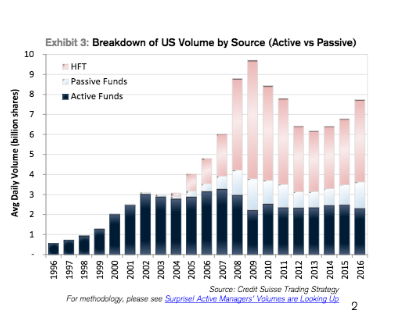 Exhibit 3: Breakdown of US Volume by Source (Active vs Passive)
10
9
8
7
6
5
4
3
2
1
-
Avg Daily Volume (billion shares)
HFT
Passive Funds
Active Funds
1996 1997 1998 1999 2000 2001 2002 2003 2004 2005 2006 2007 2008 2009 2010 2011 2012 2013 2014 2015 2016
Source: Credit Suisse Trading Strategy
For methodology, please see Surprise! Active Managers' Volumes are Looking Up
2